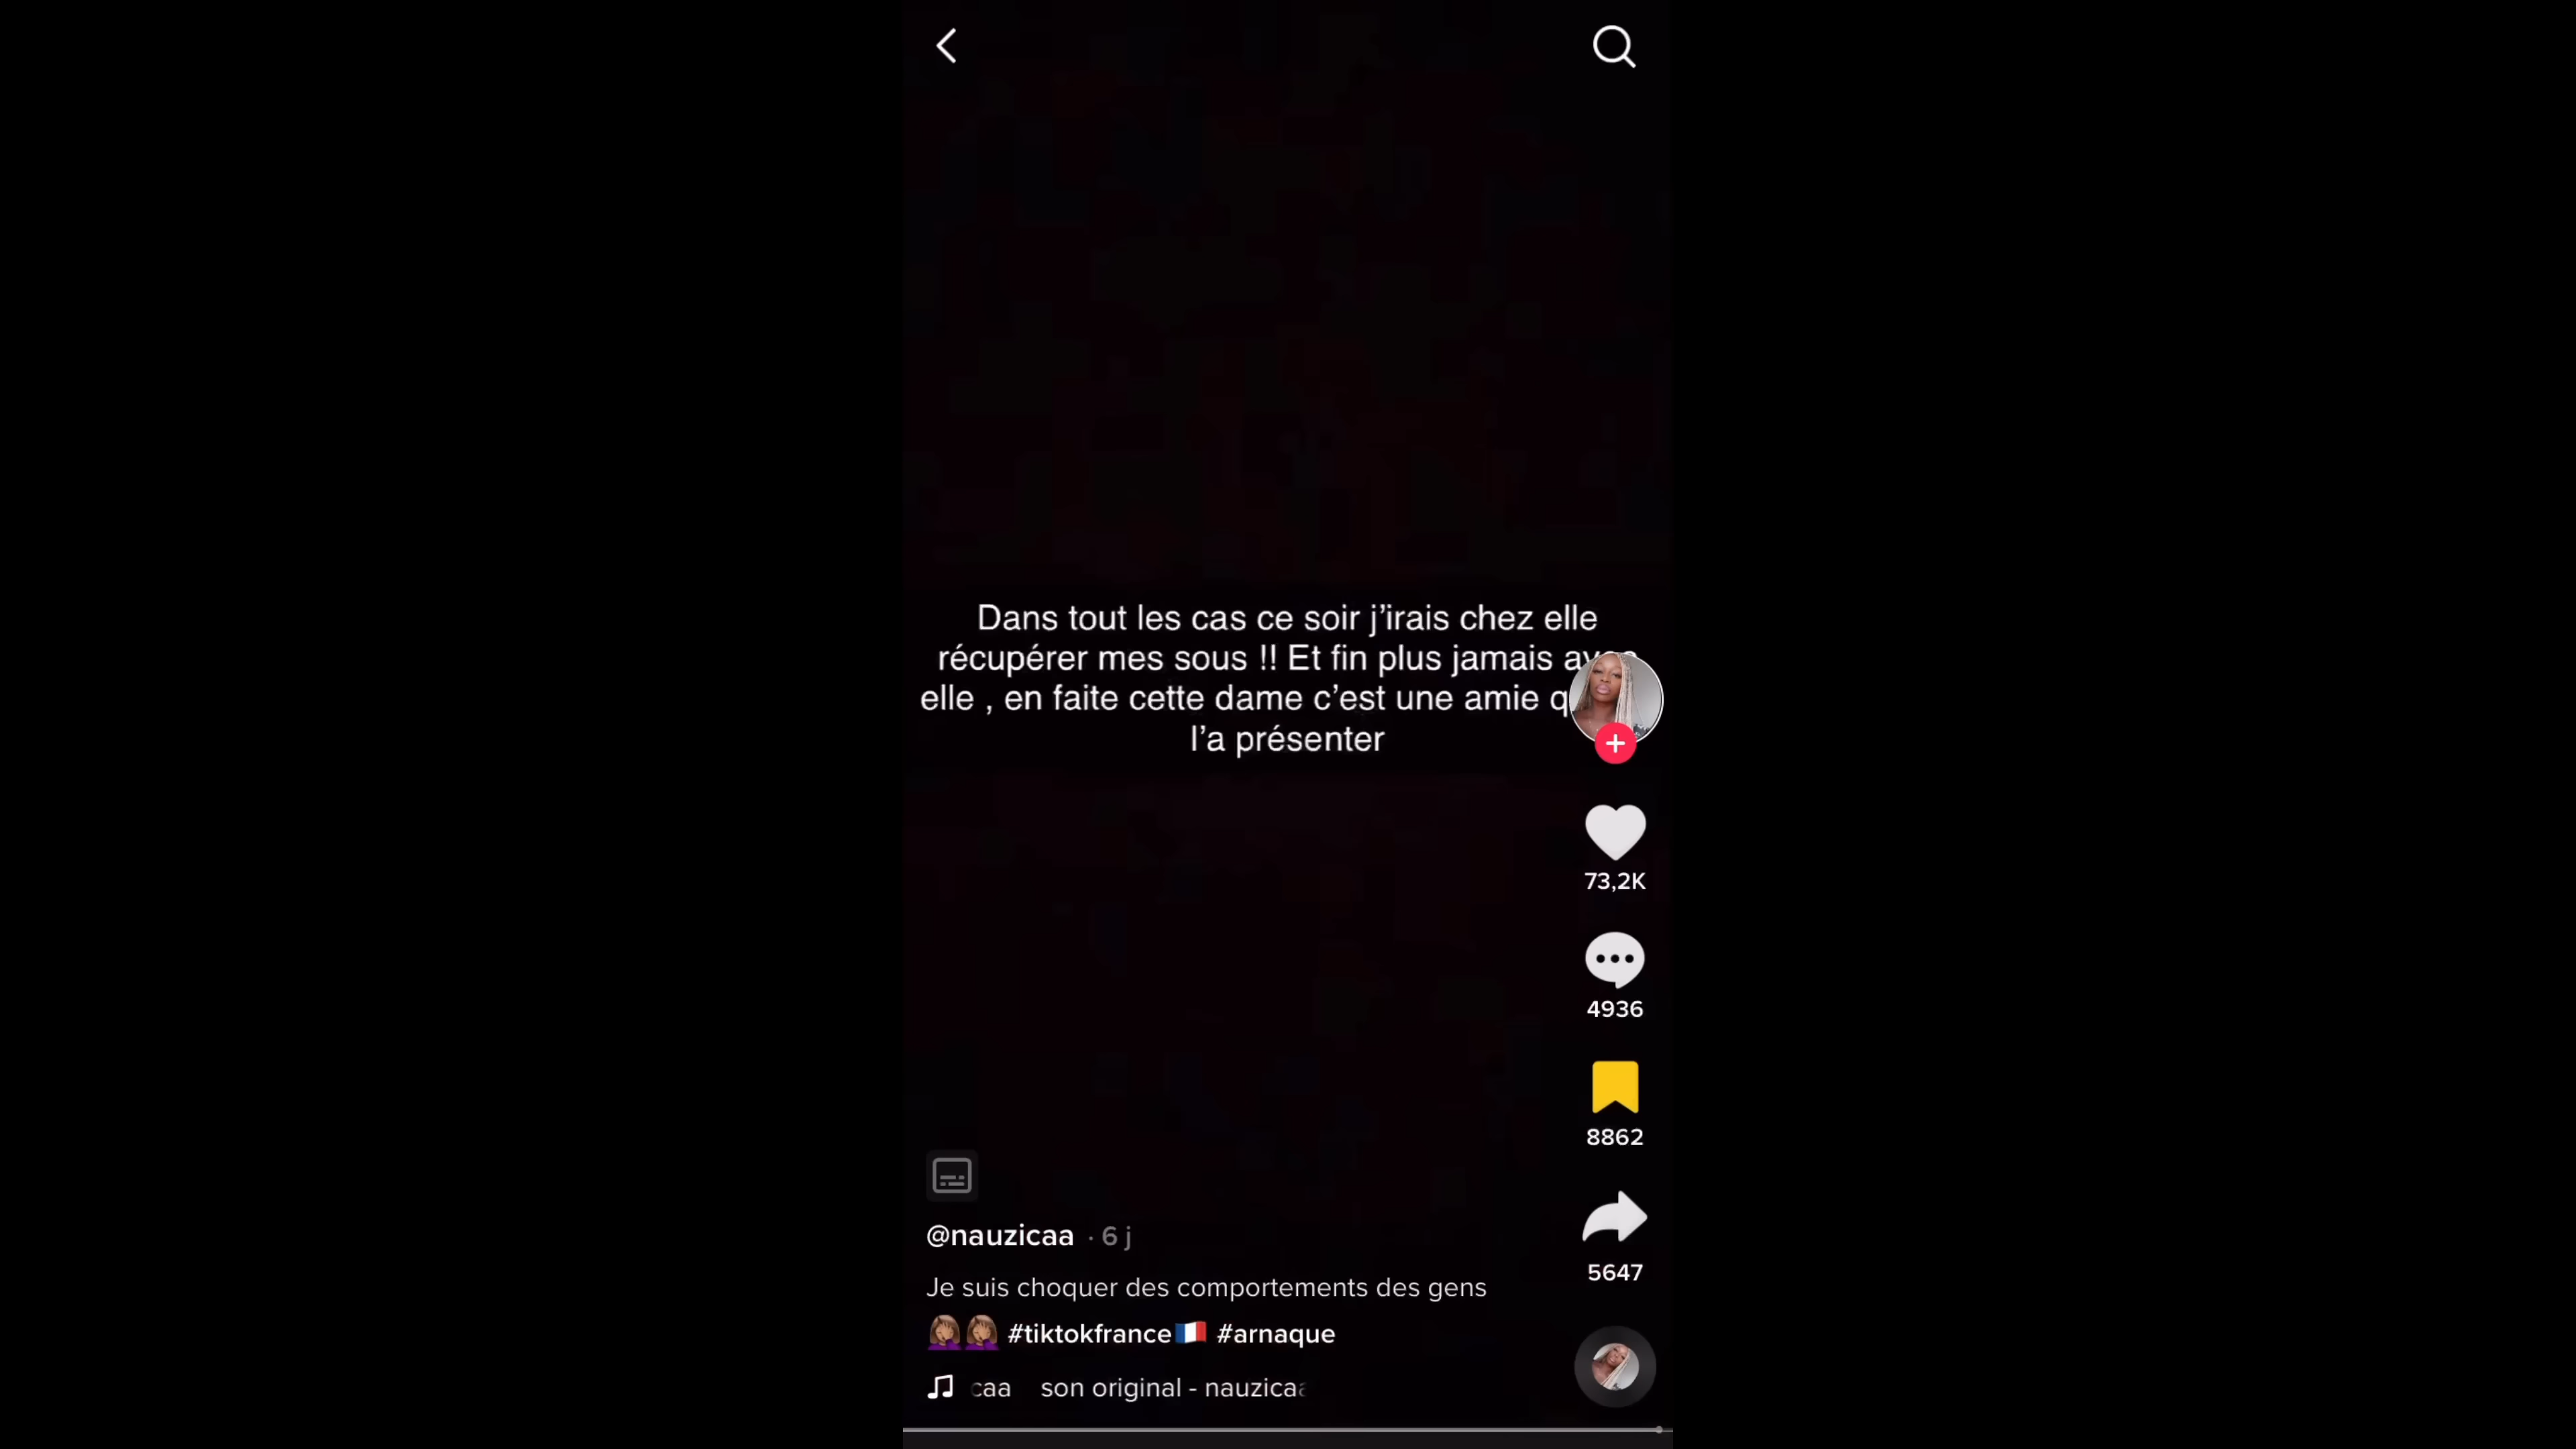 Dans tout les cas ce soir j'irais chez elle
récupérer mes sous !! Et fin plus jamais
elle , en faite cette dame c'est une amie
l'a présenter
73,2K
4936
8862
5647
@nauzicaa · 6 j
Je suis choquer des comportements des gens
🤦🏽‍♀️🤦🏽‍♀️ #tiktokfrance🇫🇷 #arnaque
caa son original - nauzicaa